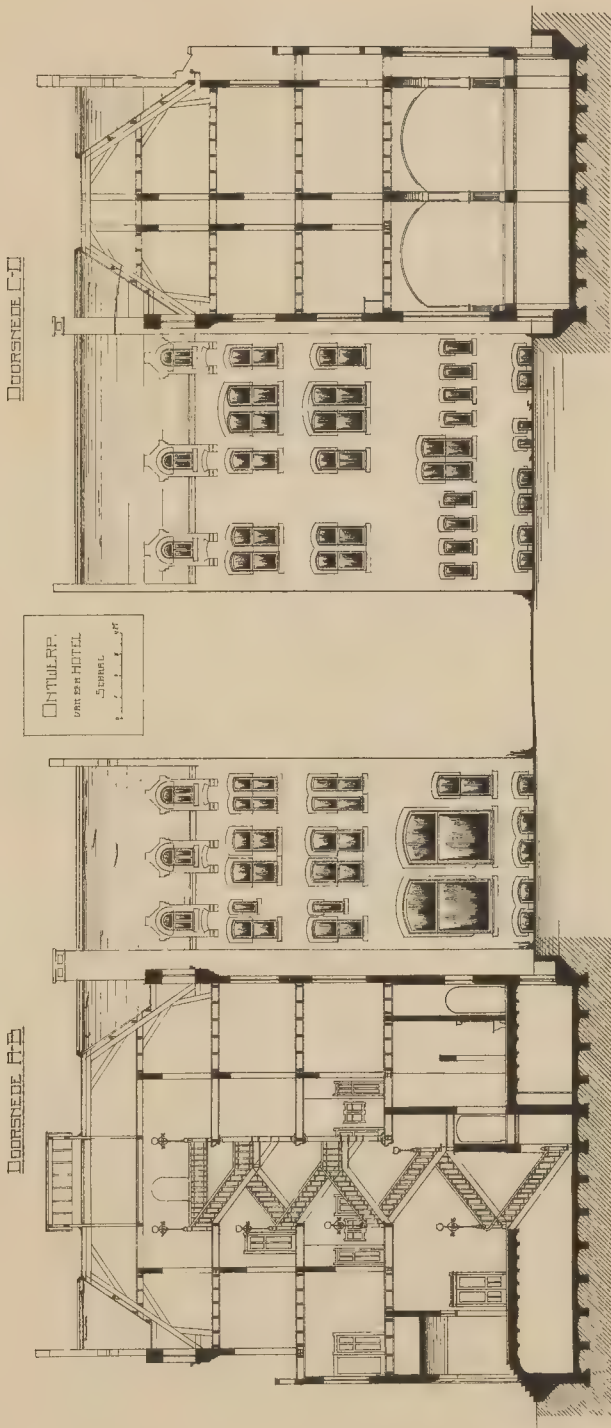 DOORSNEDE A-B
ONTWERP.
VAN EEN HOTEL
SCHAAL
DOORSNEDE C-D